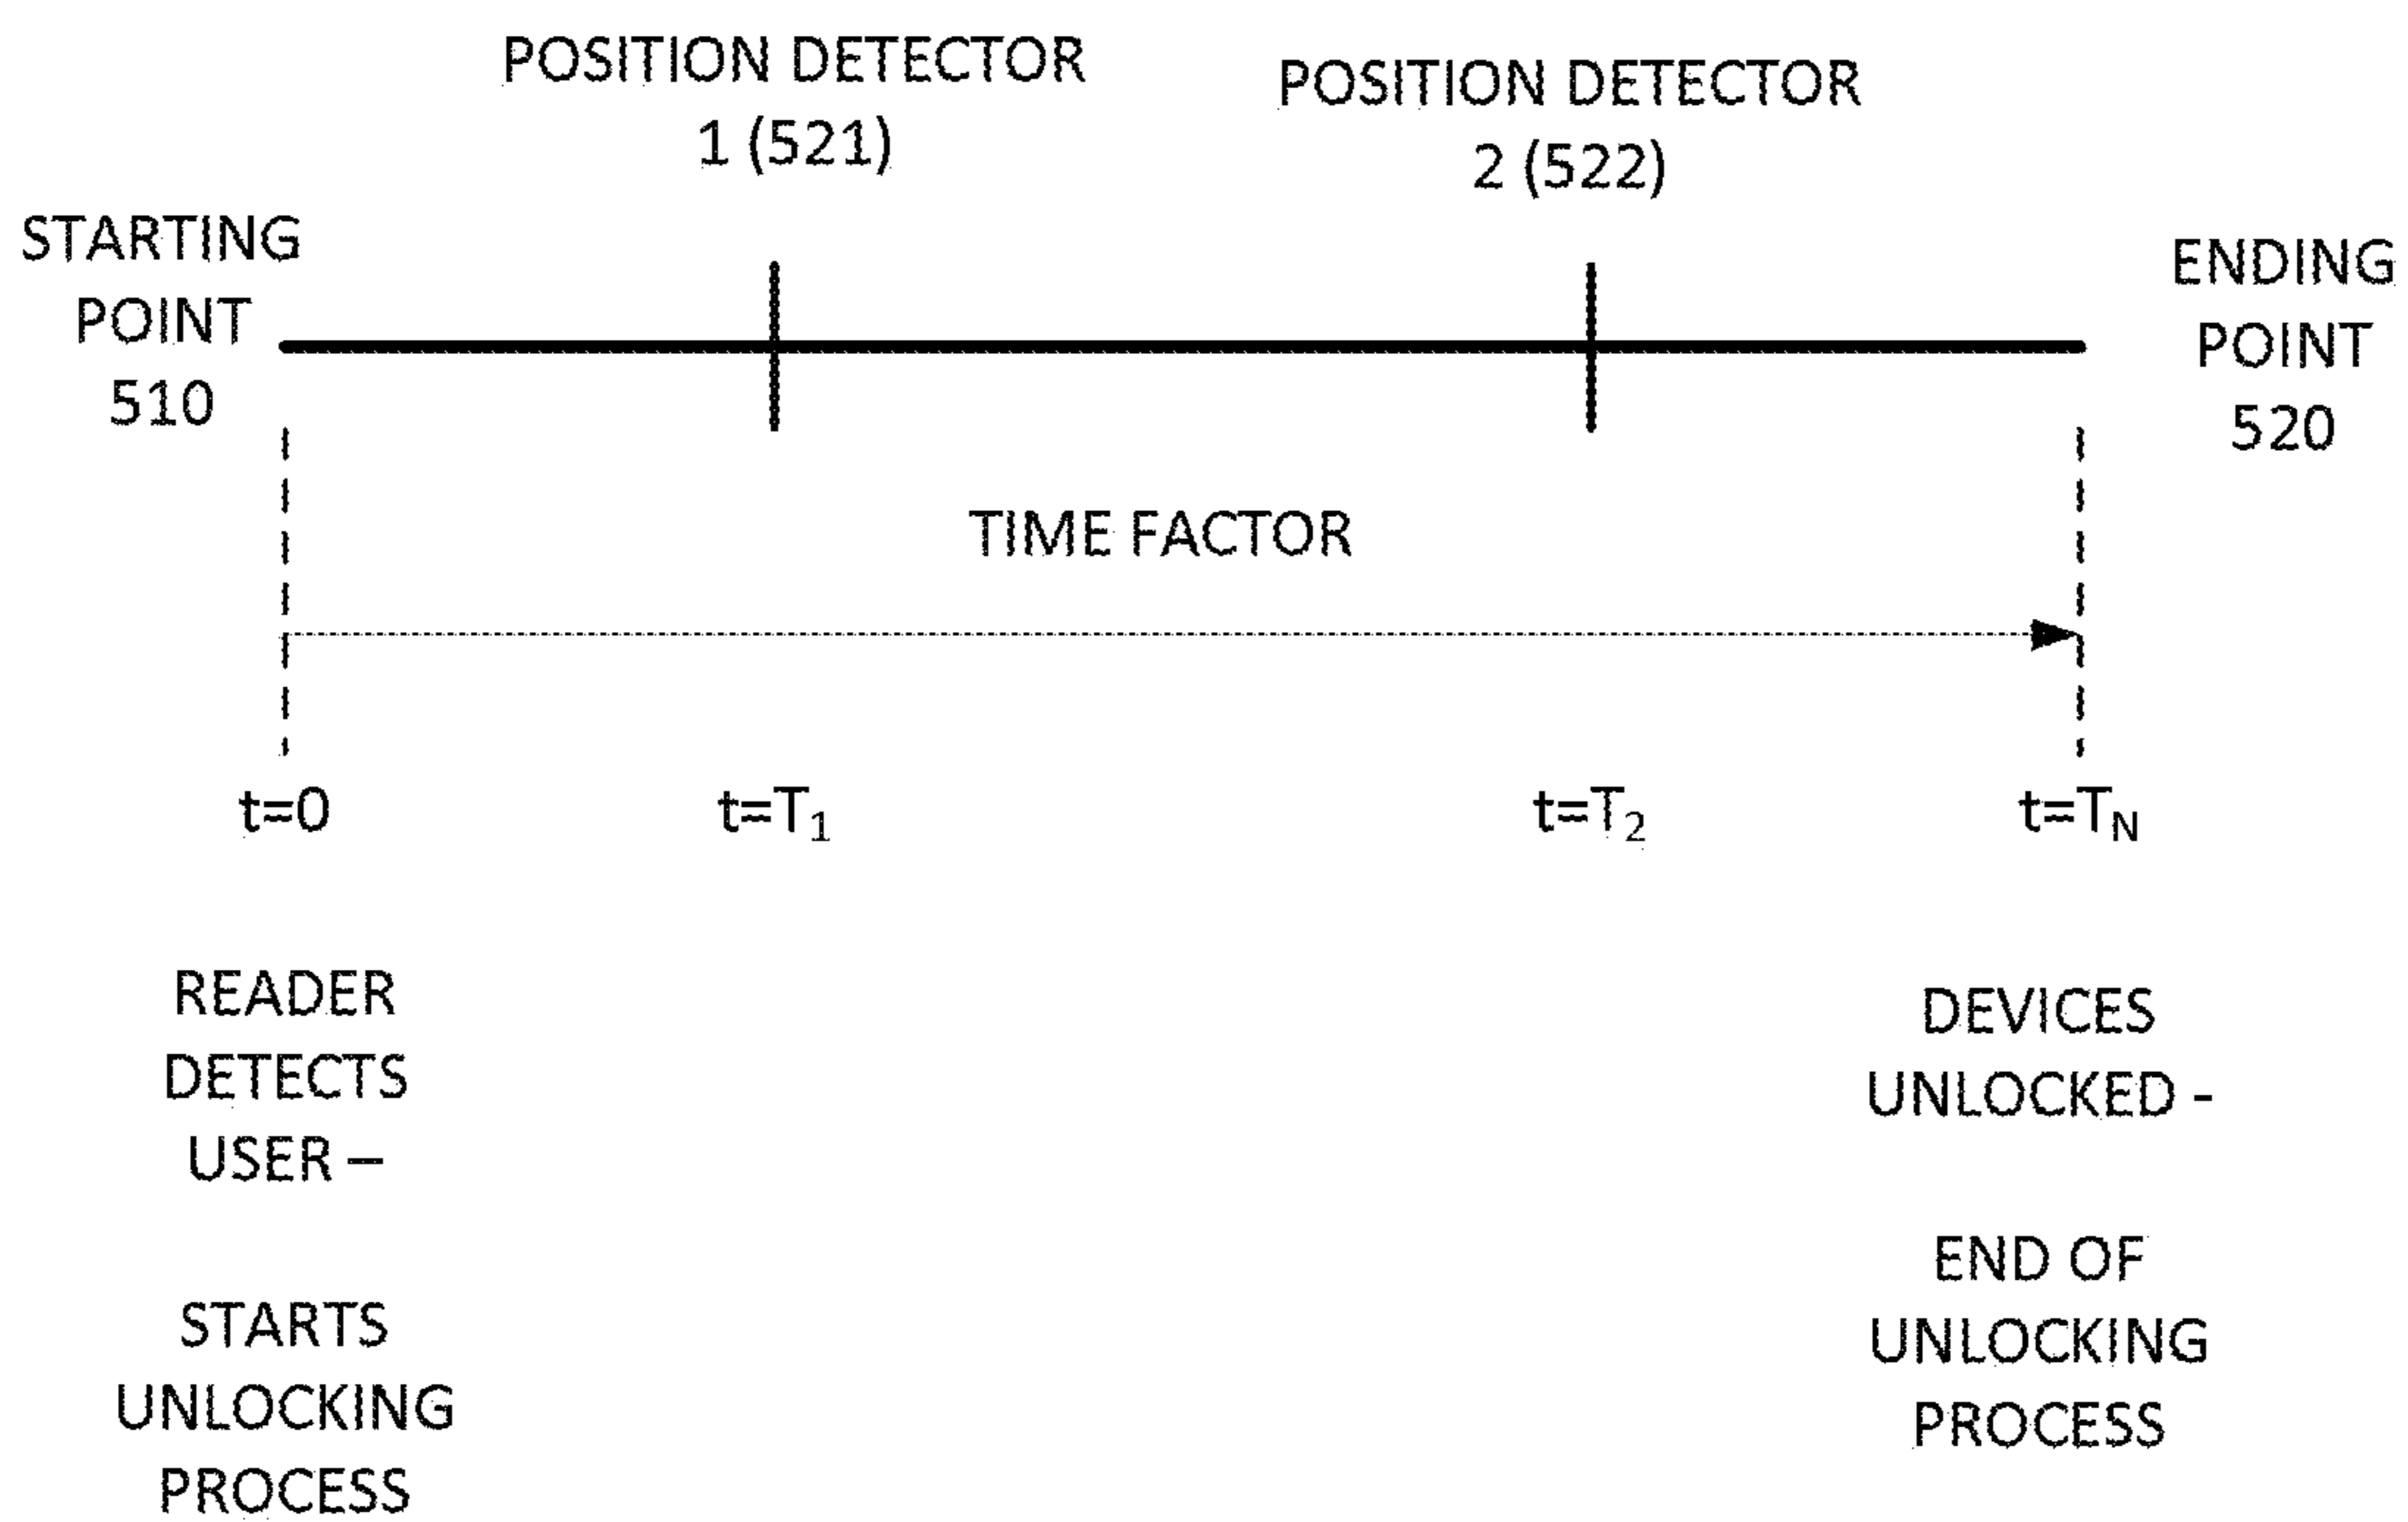 POSITION DETECTOR
1 (521)
POSITION DETECTOR
2 (522)
STARTING
POINT
510
ENDING
POINT
520
TIME FACTOR
t=0
t=T₁
t=T₂
t=T_N
READER
DETECTS
USER –
STARTS
UNLOCKING
PROCESS
DEVICES
UNLOCKED -
END OF
UNLOCKING
PROCESS